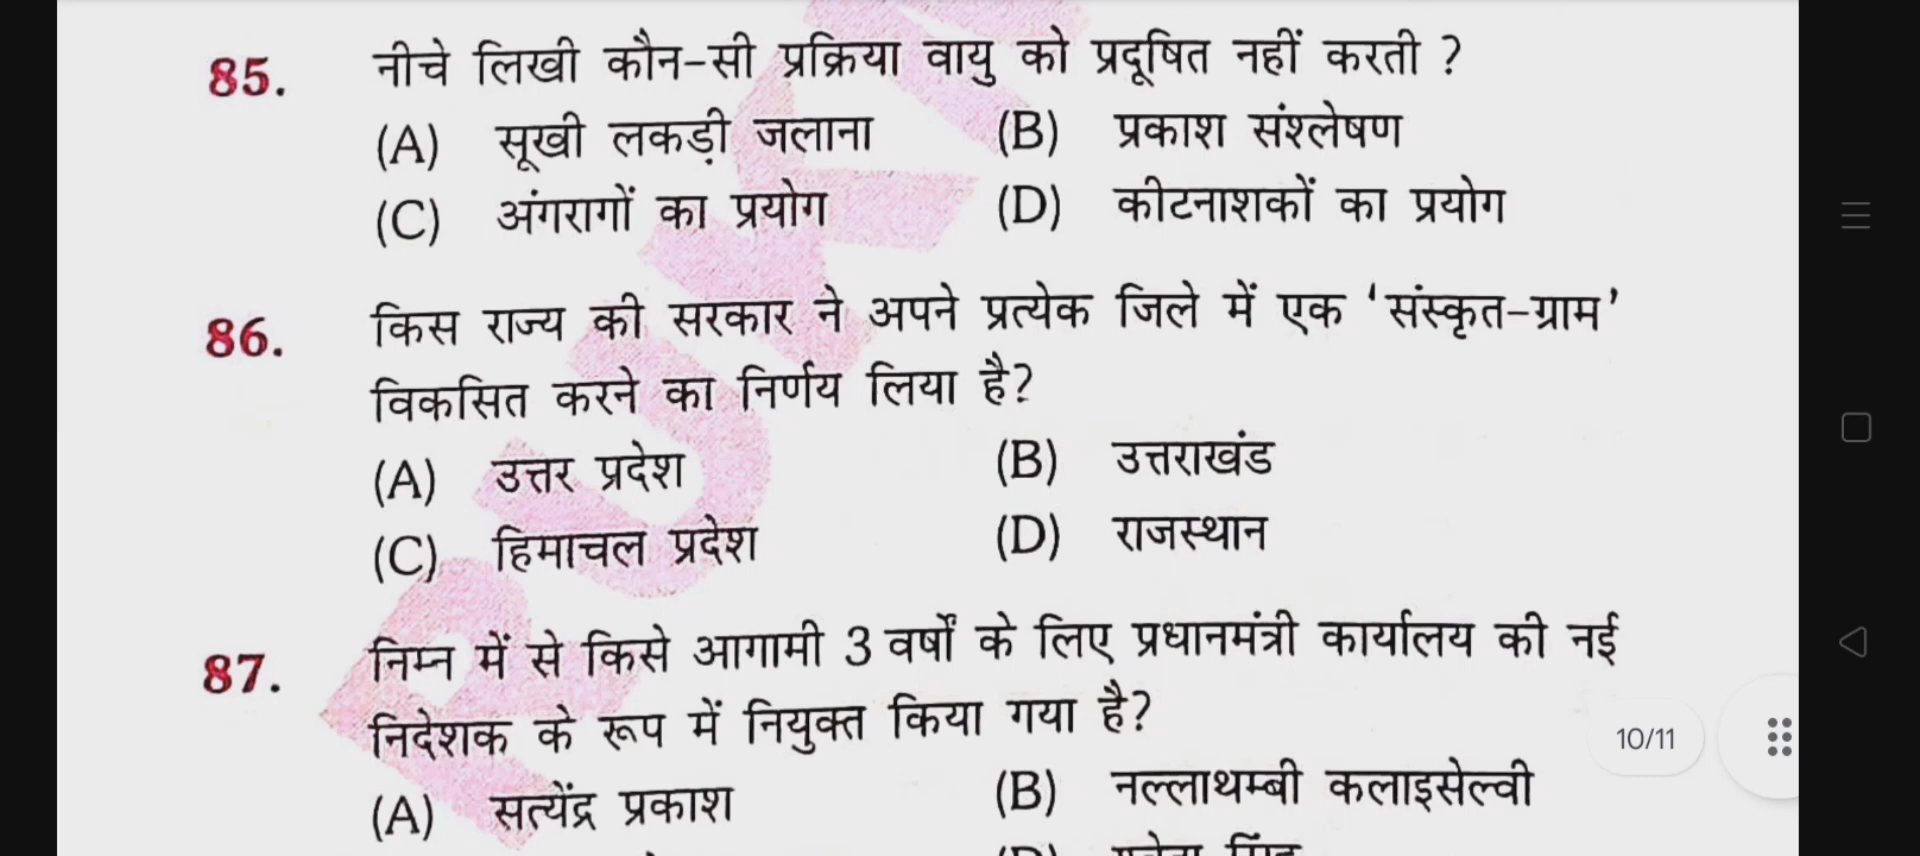 85. नीचे लिखी कौन-सी प्रक्रिया वायु को प्रदूषित नहीं करती ?
(A) सूखी लकड़ी जलाना (B) प्रकाश संश्लेषण
(C) अंगरागों का प्रयोग (D) कीटनाशकों का प्रयोग
86. किस राज्य की सरकार ने अपने प्रत्येक जिले में एक ‘संस्कृत-ग्राम’
विकसित करने का निर्णय लिया है?
(A) उत्तर प्रदेश (B) उत्तराखंड
(C) हिमाचल प्रदेश (D) राजस्थान
87. निम्न में से किसे आगामी 3 वर्षों के लिए प्रधानमंत्री कार्यालय की नई
निदेशक के रूप में नियुक्त किया गया है?
10/11
(A) सत्येंद्र प्रकाश (B) नल्लाथम्बी कलाइसेल्वी